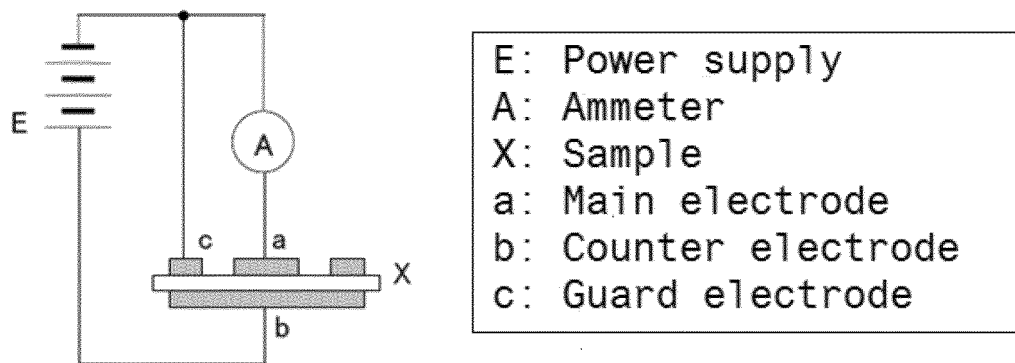 E
A
c
a
X
b
E: Power supply
A: Ammeter
X: Sample
a: Main electrode
b: Counter electrode
c: Guard electrode